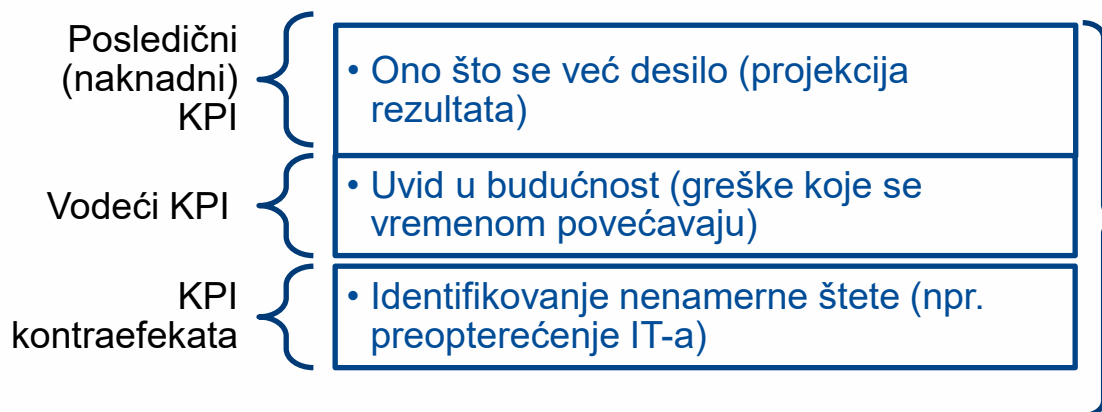 Posledični
(naknadni)
KPI
• Ono što se već desilo (projekcija
rezultata)
Vodeći KPI
• Uvid u budućnost (greške koje se
vremenom povećavaju)
KPI
kontraefekata
• Identifikovanje nenamerne štete (npr.
preopterećenje IT-a)